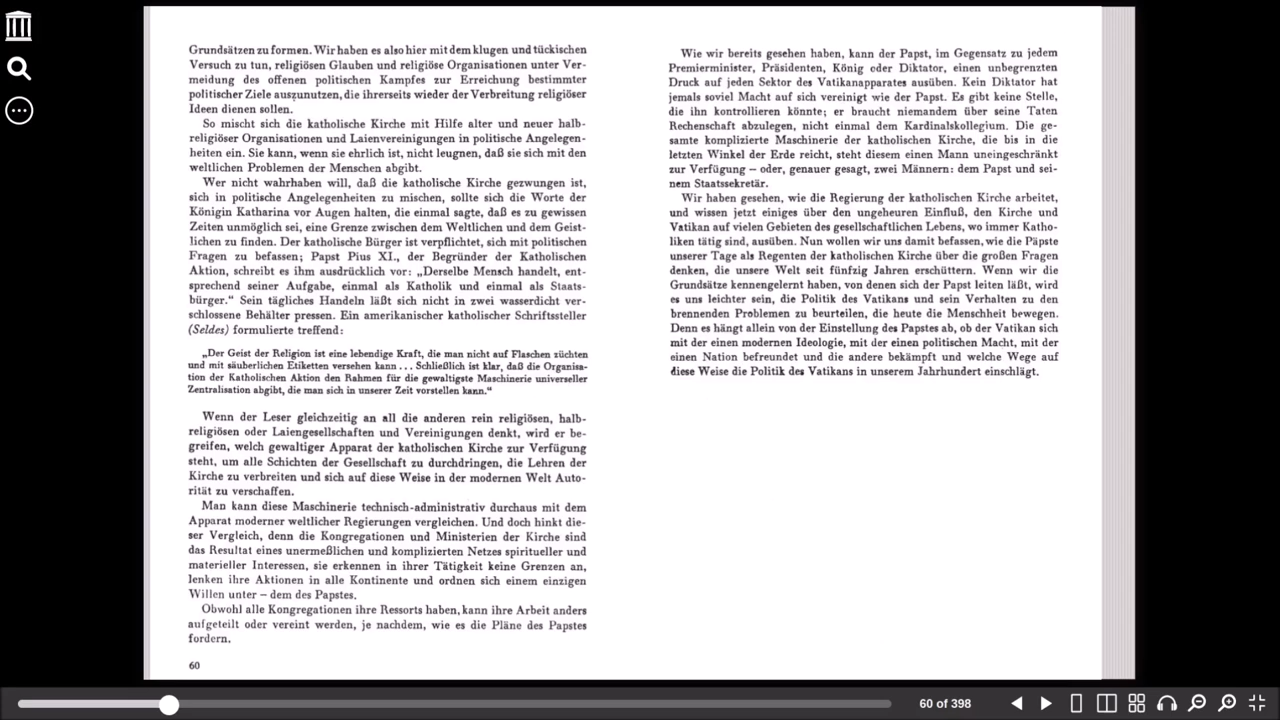 Grundsätzen zu formen. Wir haben es also hier mit dem klugen und tückischen
Versuch zu tun, religiösen Glauben und religiöse Organisationen unter Ver-
meidung des offenen politischen Kampfes zur Erreichung bestimmter
politischer Ziele auszunutzen, die ihrerseits wieder der Verbreitung religiöser
Ideen dienen sollen.
So mischt sich die katholische Kirche mit Hilfe alter und neuer halb-
religiöser Organisationen und Laienvereinigungen in politische Angelegen-
heiten ein. Sie kann, wenn sie ehrlich ist, nicht leugnen, daß sie sich mit den
weltlichen Problemen der Menschen abgibt.
Wer nicht wahrhaben will, daß die katholische Kirche gezwungen ist,
sich in politische Angelegenheiten zu mischen, sollte sich die Worte der
Königin Katharina vor Augen halten, die einmal sagte, daß es zu gewissen
Zeiten unmöglich sei, eine Grenze zwischen dem Weltlichen und dem Geist-
lichen zu finden. Der katholische Bürger ist verpflichtet, sich mit politischen
Fragen zu befassen; Papst Pius XI., der Begründer der Katholischen
Aktion, schreibt es ihm ausdrücklich vor: „Derselbe Mensch handelt, ent-
sprechend seiner Aufgabe, einmal als Katholik und einmal als Staats-
bürger.“ Sein tägliches Handeln läßt sich nicht in zwei wasserdicht ver-
schlossene Behälter pressen. Ein amerikanischer katholischer Schriftsteller
(Seldes) formulierte treffend:
„Der Geist der Religion ist eine lebendige Kraft, die man nicht auf Flaschen züchten
und mit säuberlichen Etiketten versehen kann . . . Schließlich ist klar, daß die Organisa-
tion der Katholischen Aktion den Rahmen für die gewaltigste Maschinerie universeller
Zentralisation abgibt, die man sich in unserer Zeit vorstellen kann.“
Wenn der Leser gleichzeitig an all die anderen rein religiösen, halb-
religiösen oder Laiengesellschaften und Vereinigungen denkt, wird er be-
greifen, welch gewaltiger Apparat der katholischen Kirche zur Verfügung
steht, um alle Schichten der Gesellschaft zu durchdringen, die Lehren der
Kirche zu verbreiten und sich auf diese Weise in der modernen Welt Auto-
rität zu verschaffen.
Man kann diese Maschinerie technisch-administrativ durchaus mit dem
Apparat moderner weltlicher Regierungen vergleichen. Und doch hinkt die-
ser Vergleich, denn die Kongregationen und Ministerien der Kirche sind
das Resultat eines unermeßlichen und komplizierten Netzes spiritueller und
materieller Interessen, sie erkennen in ihrer Tätigkeit keine Grenzen an,
lenken ihre Aktionen in alle Kontinente und ordnen sich einem einzigen
Willen unter – dem des Papstes.
Obwohl alle Kongregationen ihre Ressorts haben, kann ihre Arbeit anders
aufgeteilt oder vereint werden, je nachdem, wie es die Pläne des Papstes
fordern.
60
Wie wir bereits gesehen haben, kann der Papst, im Gegensatz zu jedem
Premierminister, Präsidenten, König oder Diktator, einen unbegrenzten
Druck auf jeden Sektor des Vatikanapparates ausüben. Kein Diktator hat
jemals soviel Macht auf sich vereinigt wie der Papst. Es gibt keine Stelle,
die ihn kontrollieren könnte; er braucht niemandem über seine Taten
Rechenschaft abzulegen, nicht einmal dem Kardinalskollegium. Die ge-
samte komplizierte Maschinerie der katholischen Kirche, die bis in die
letzten Winkel der Erde reicht, steht diesem einen Mann uneingeschränkt
zur Verfügung – oder, genauer gesagt, zwei Männern: dem Papst und sei-
nem Staatssekretär.
Wir haben gesehen, wie die Regierung der katholischen Kirche arbeitet,
und wissen jetzt einiges über den ungeheuren Einfluß, den Kirche und
Vatikan auf vielen Gebieten des gesellschaftlichen Lebens, wo immer Katho-
liken tätig sind, ausüben. Nun wollen wir uns damit befassen, wie die Päpste
unserer Tage als Regenten der katholischen Kirche über die großen Fragen
denken, die unsere Welt seit fünfzig Jahren erschüttern. Wenn wir die
Grundsätze kennengelernt haben, von denen sich der Papst leiten läßt, wird
es uns leichter sein, die Politik des Vatikans und sein Verhalten zu den
brennenden Problemen zu beurteilen, die heute die Menschheit bewegen.
Denn es hängt allein von der Einstellung des Papstes ab, ob der Vatikan sich
mit der einen modernen Ideologie, mit der einen politischen Macht, mit der
einen Nation befreundet und die andere bekämpft und welche Wege auf
diese Weise die Politik des Vatikans in unserem Jahrhundert einschlägt.
60 of 398